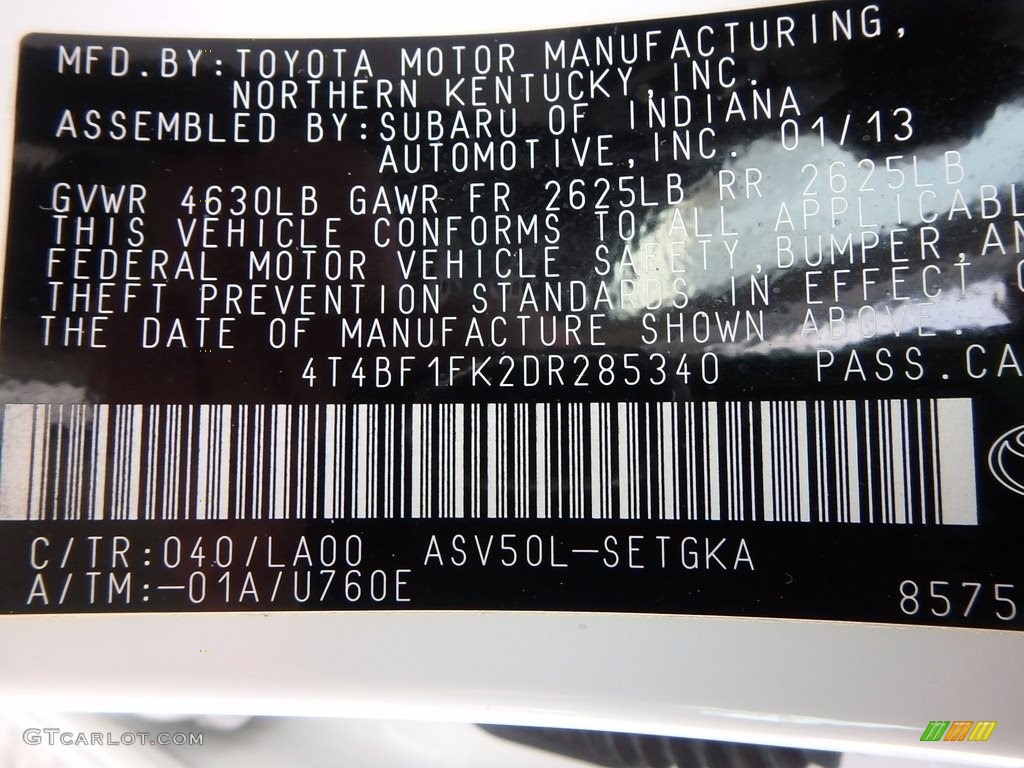 MFD.BY:TOYOTA MOTOR MANUFACTURING,
NORTHERN KENTUCKY,INC.
ASSEMBLED BY:SUBARU OF INDIANA
AUTOMOTIVE,INC. 01/13
GVWR 4630LB GAWR FR 2625LB RR 2625LB
THIS VEHICLE CONFORMS TO ALL APPLICABL
FEDERAL MOTOR VEHICLE SAFETY,BUMPER,AN
THEFT PREVENTION STANDARDS IN EFFECT
THE DATE OF MANUFACTURE SHOWN ABOVE.
4T4BF1FK2DR285340 PASS.CA
C/TR:040/LA00 ASV50L-SETGKA
A/TM:-01A/U760E
8575
GTcarlot.com